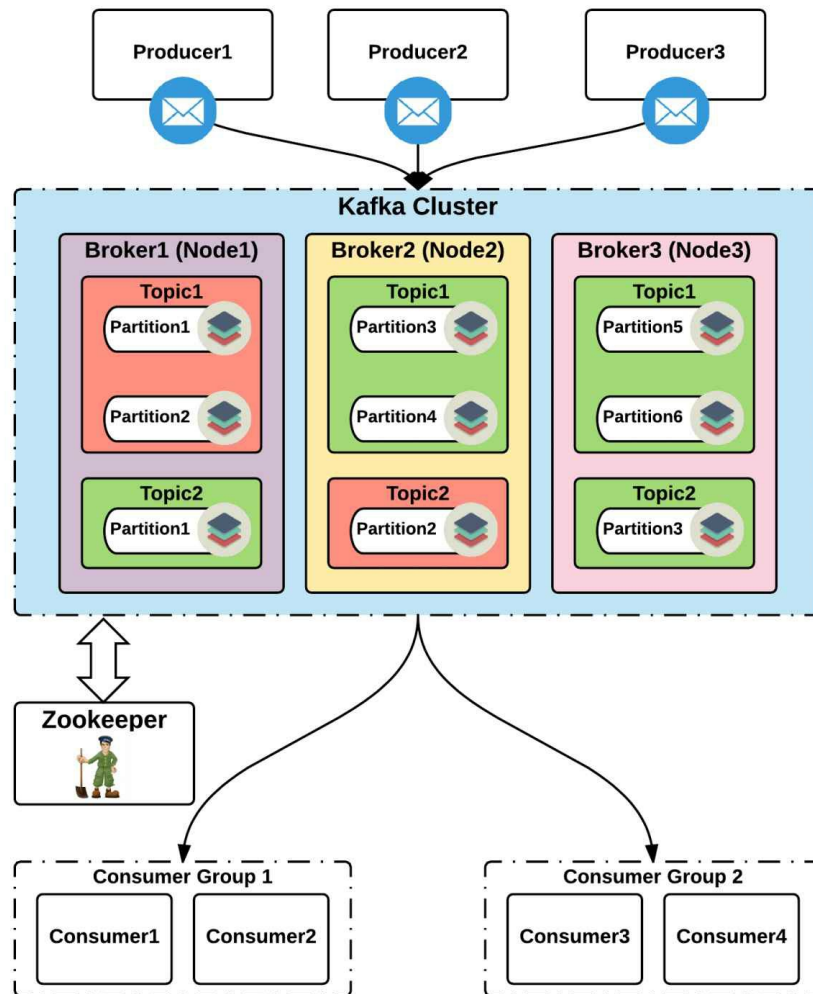 Producer1
Producer2
Producer3
Kafka Cluster
Broker1 (Node1)
Broker2 (Node2)
Broker3 (Node3)
Topic1
Topic1
Topic1
Partition1
Partition3
Partition5
Partition2
Partition4
Partition6
Topic2
Topic2
Topic2
Partition1
Partition2
Partition3
Zookeeper
Consumer Group 1
Consumer Group 2
Consumer1
Consumer2
Consumer3
Consumer4